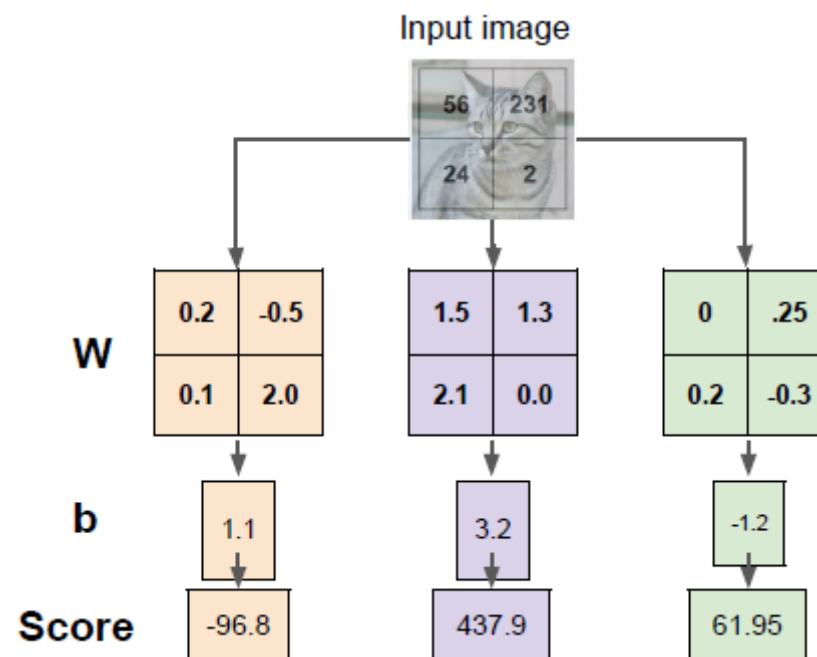 Input image
56 231
24 2
W
0.2 -0.5 1.5 1.3 0 .25
0.1 2.0 2.1 0.0 0.2 -0.3
b 1.1 3.2 -1.2
Score -96.8 437.9 61.95